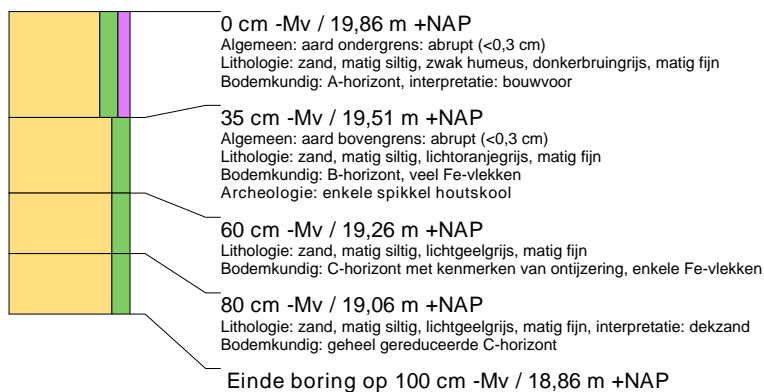 0 cm -Mv / 19,86 m +NAP
Algemeen: aard ondergrens: abrupt (<0,3 cm)
Lithologie: zand, matig siltig, zwak humeus, donkerbruingrijs, matig fijn
Bodemkundig: A-horizont, interpretatie: bouwvoor
35 cm -Mv / 19,51 m +NAP
Algemeen: aard bovengrens: abrupt (<0,3 cm)
Lithologie: zand, matig siltig, lichtoranjegrijs, matig fijn
Bodemkundig: B-horizont, veel Fe-vlekken
Archeologie: enkele spikkel houtskool
60 cm -Mv / 19,26 m +NAP
Lithologie: zand, matig siltig, lichtgeelgrijs, matig fijn
Bodemkundig: C-horizont met kenmerken van ontijzering, enkele Fe-vlekken
80 cm -Mv / 19,06 m +NAP
Lithologie: zand, matig siltig, lichtgeelgrijs, matig fijn, interpretatie: dekzand
Bodemkundig: geheel gereduceerde C-horizont
Einde boring op 100 cm -Mv / 18,86 m +NAP